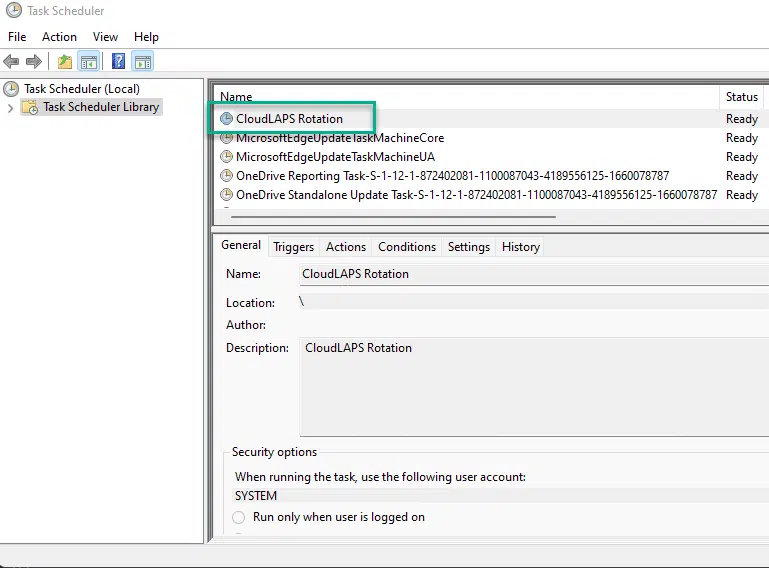 Task Scheduler
File Action View Help
Task Scheduler (Local)
Task Scheduler Library
Name Status
CloudLAPS Rotation Ready
MicrosoftEdgeUpdateTaskMachineCore Ready
MicrosoftEdgeUpdateTaskMachineUA Ready
OneDrive Reporting Task-S-1-12-1-872402081-1100087043-4189556125-1660078787 Ready
OneDrive Standalone Update Task-S-1-12-1-872402081-1100087043-4189556125-1660078787 Ready
General Triggers Actions Conditions Settings History
Name: CloudLAPS Rotation
Location: \
Author:
Description: CloudLAPS Rotation
Security options
When running the task, use the following user account:
SYSTEM
Run only when user is logged on